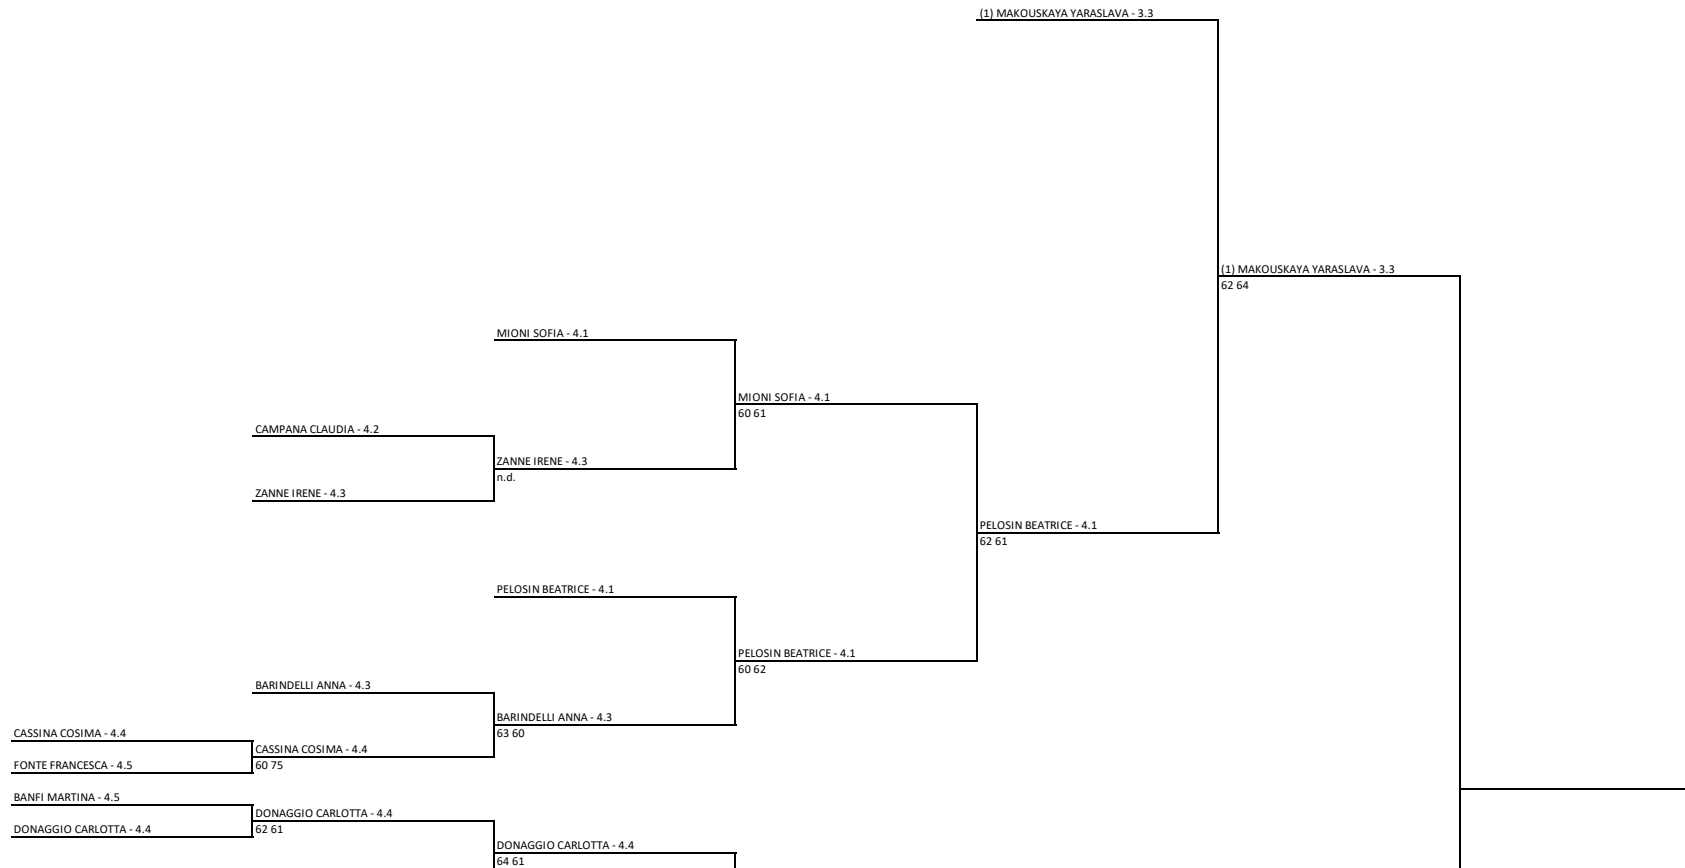 (1) MAKOUSKAYA YARASLAVA - 3.3
(1) MAKOUSKAYA YARASLAVA - 3.3
62 64
MIONI SOFIA - 4.1
MIONI SOFIA - 4.1
60 61
CAMPANA CLAUDIA - 4.2
ZANNE IRENE - 4.3
n.d.
ZANNE IRENE - 4.3
PELOSIN BEATRICE - 4.1
62 61
PELOSIN BEATRICE - 4.1
PELOSIN BEATRICE - 4.1
60 62
BARINDELLI ANNA - 4.3
BARINDELLI ANNA - 4.3
63 60
CASSINA COSIMA - 4.4
CASSINA COSIMA - 4.4
60 75
FONTE FRANCESCA - 4.5
BANFI MARTINA - 4.5
DONAGGIO CARLOTTA - 4.4
62 61
DONAGGIO CARLOTTA - 4.4
DONAGGIO CARLOTTA - 4.4
64 61